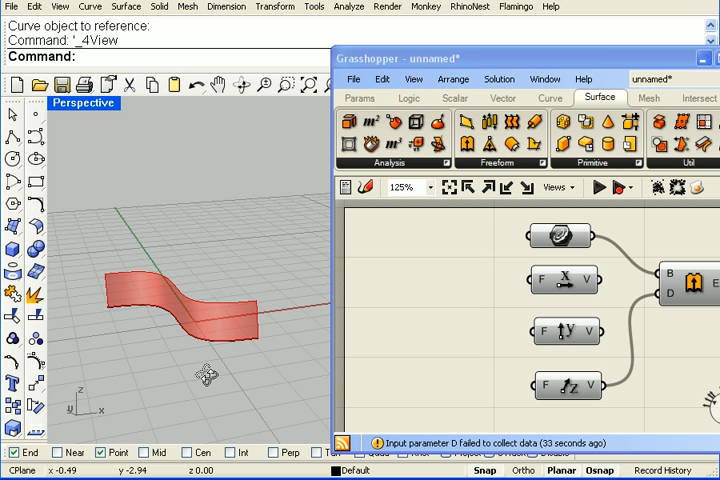 File Edit View Curve Surface Solid Mesh Dimension Transform Tools Analyze Render Monkey RhinoNest Flamingo Help
Curve object to reference:
Command: '_4View
Command:
Grasshopper - unnamed*
File Edit View Arrange Solution Window Help unnamed*
Params Logic Scalar Vector Curve Surface Mesh Intersect
Analysis Freeform Primitive Util
125% Views
Perspective
F x V
F y V
F z V
B
D
E
z
y x
Input parameter D failed to collect data (33 seconds ago)
End Near Point Mid Cen Int Perp
CPlane x -0.49 y -2.94 z 0.00 Default Snap Ortho Planar Osnap Record History